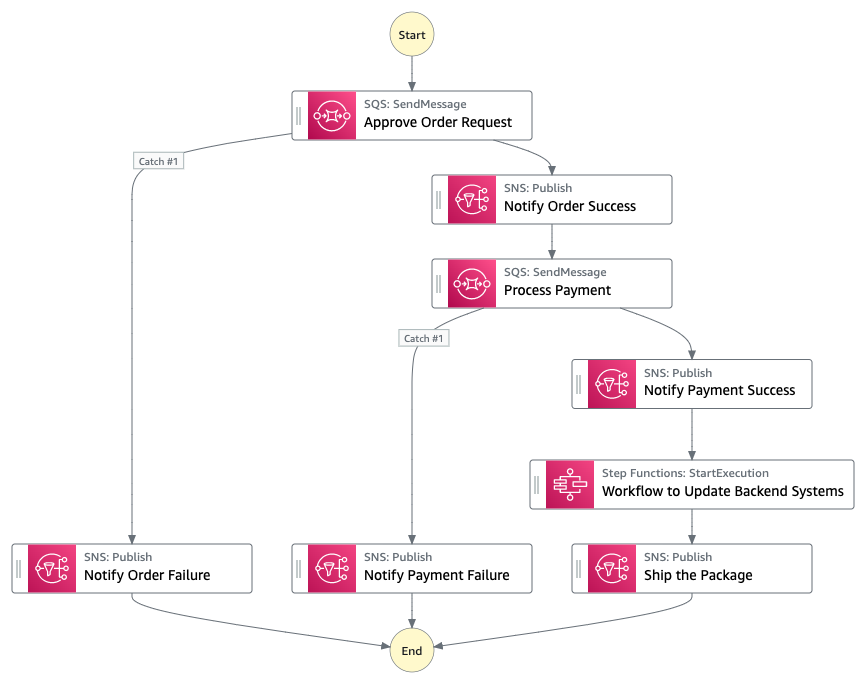 Start
SQS: SendMessage
Approve Order Request
Catch #1
SNS: Publish
Notify Order Success
SQS: SendMessage
Process Payment
Catch #1
SNS: Publish
Notify Payment Success
Step Functions: StartExecution
Workflow to Update Backend Systems
SNS: Publish
Notify Order Failure
SNS: Publish
Notify Payment Failure
SNS: Publish
Ship the Package
End